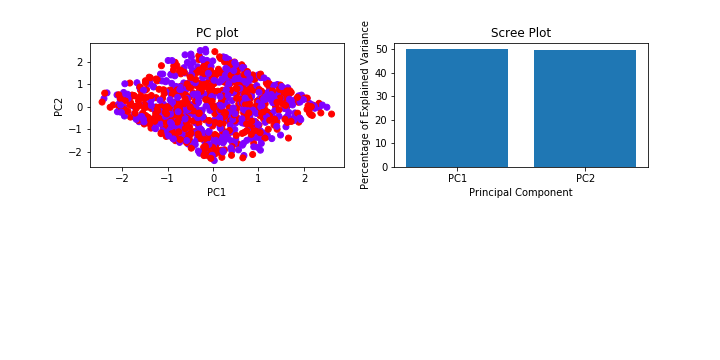 PC plot
PC2
2
1
0
−1
−2
−2
−1
0
1
2
PC1
Scree Plot
Percentage of Explained Variance
50
40
30
20
10
0
PC1
PC2
Principal Component